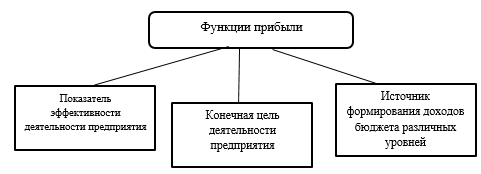 Функции прибыли
Показатель
эффективности
деятельности предприятия
Конечная цель
деятельности
предприятия
Источник
формирования доходов
бюджета различных
уровней